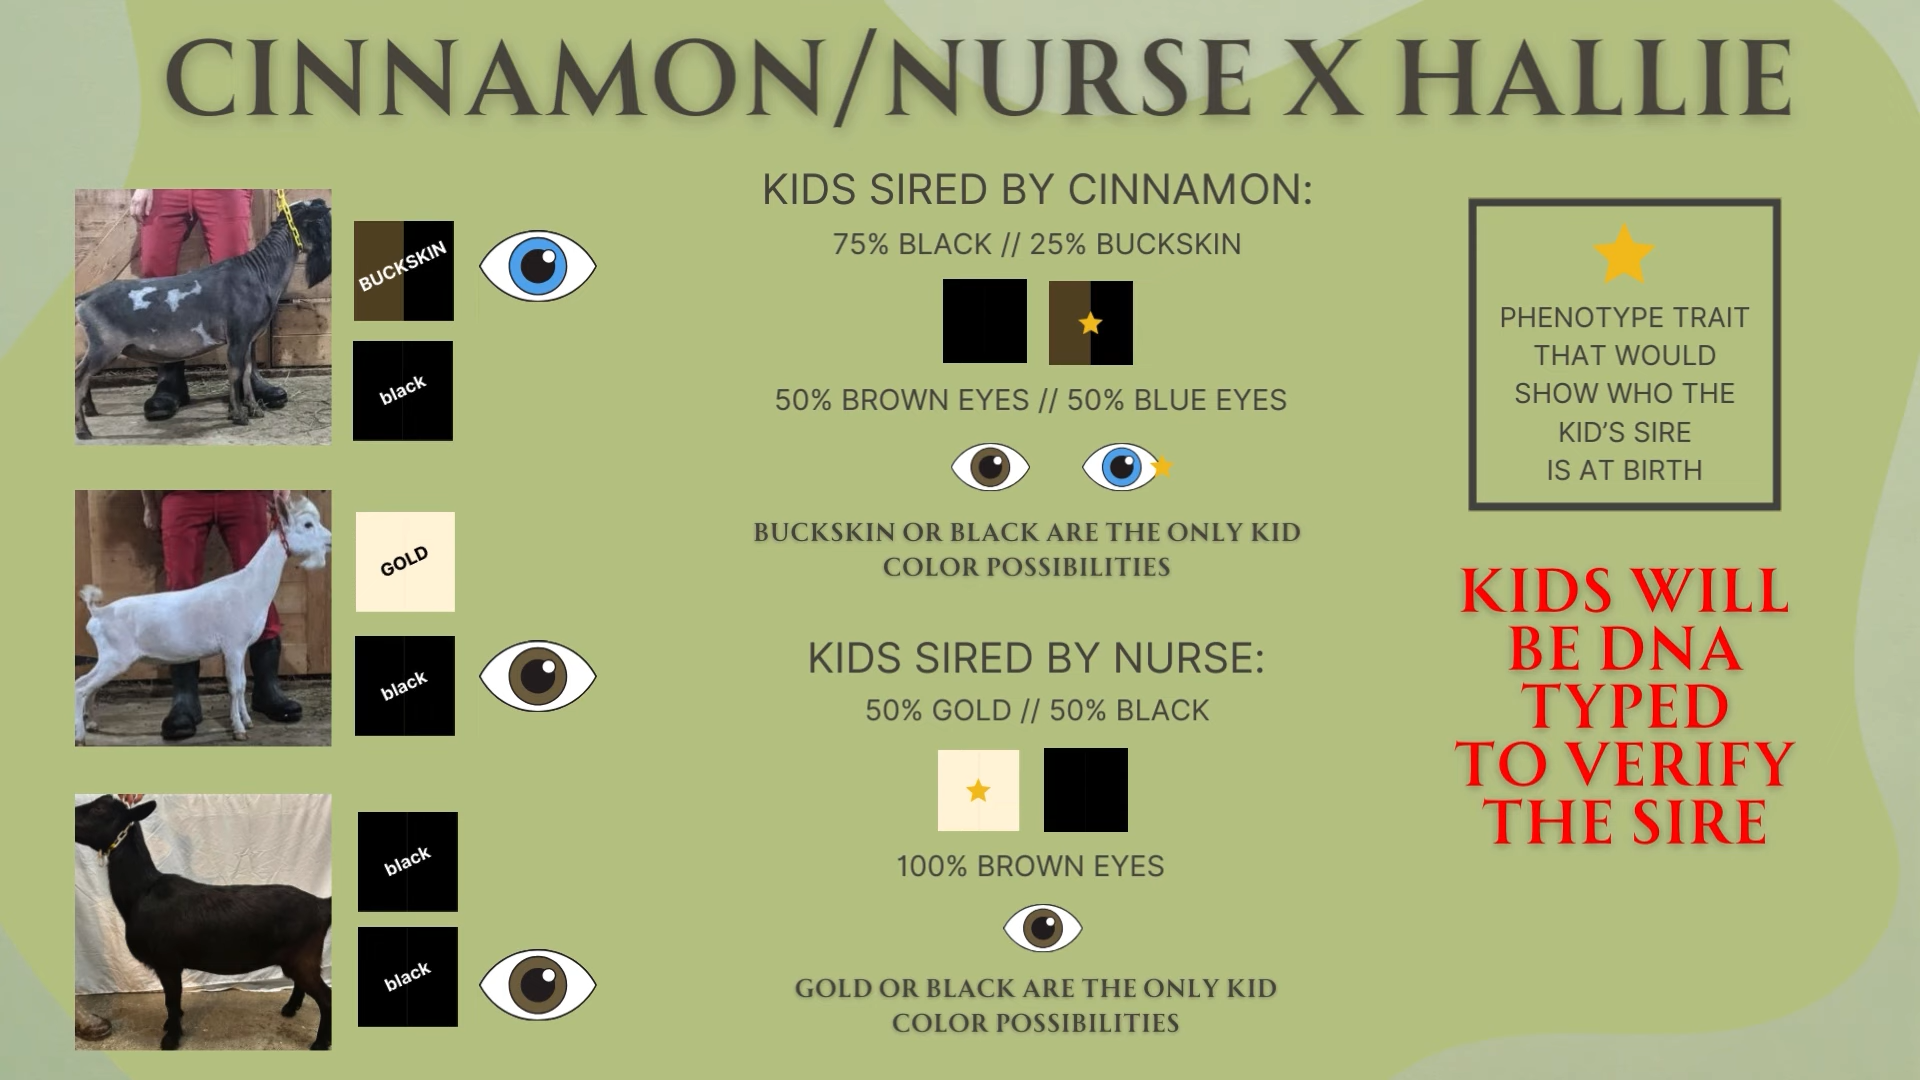 CINNAMON/NURSE X HALLIE
BUCKSKIN
black
GOLD
black
black
black
KIDS SIRED BY CINNAMON:
75% BLACK // 25% BUCKSKIN
50% BROWN EYES // 50% BLUE EYES
BUCKSKIN OR BLACK ARE THE ONLY KID
COLOR POSSIBILITIES
KIDS SIRED BY NURSE:
50% GOLD // 50% BLACK
100% BROWN EYES
GOLD OR BLACK ARE THE ONLY KID
COLOR POSSIBILITIES
PHENOTYPE TRAIT
THAT WOULD
SHOW WHO THE
KID'S SIRE
IS AT BIRTH
KIDS WILL
BE DNA
TYPED
TO VERIFY
THE SIRE